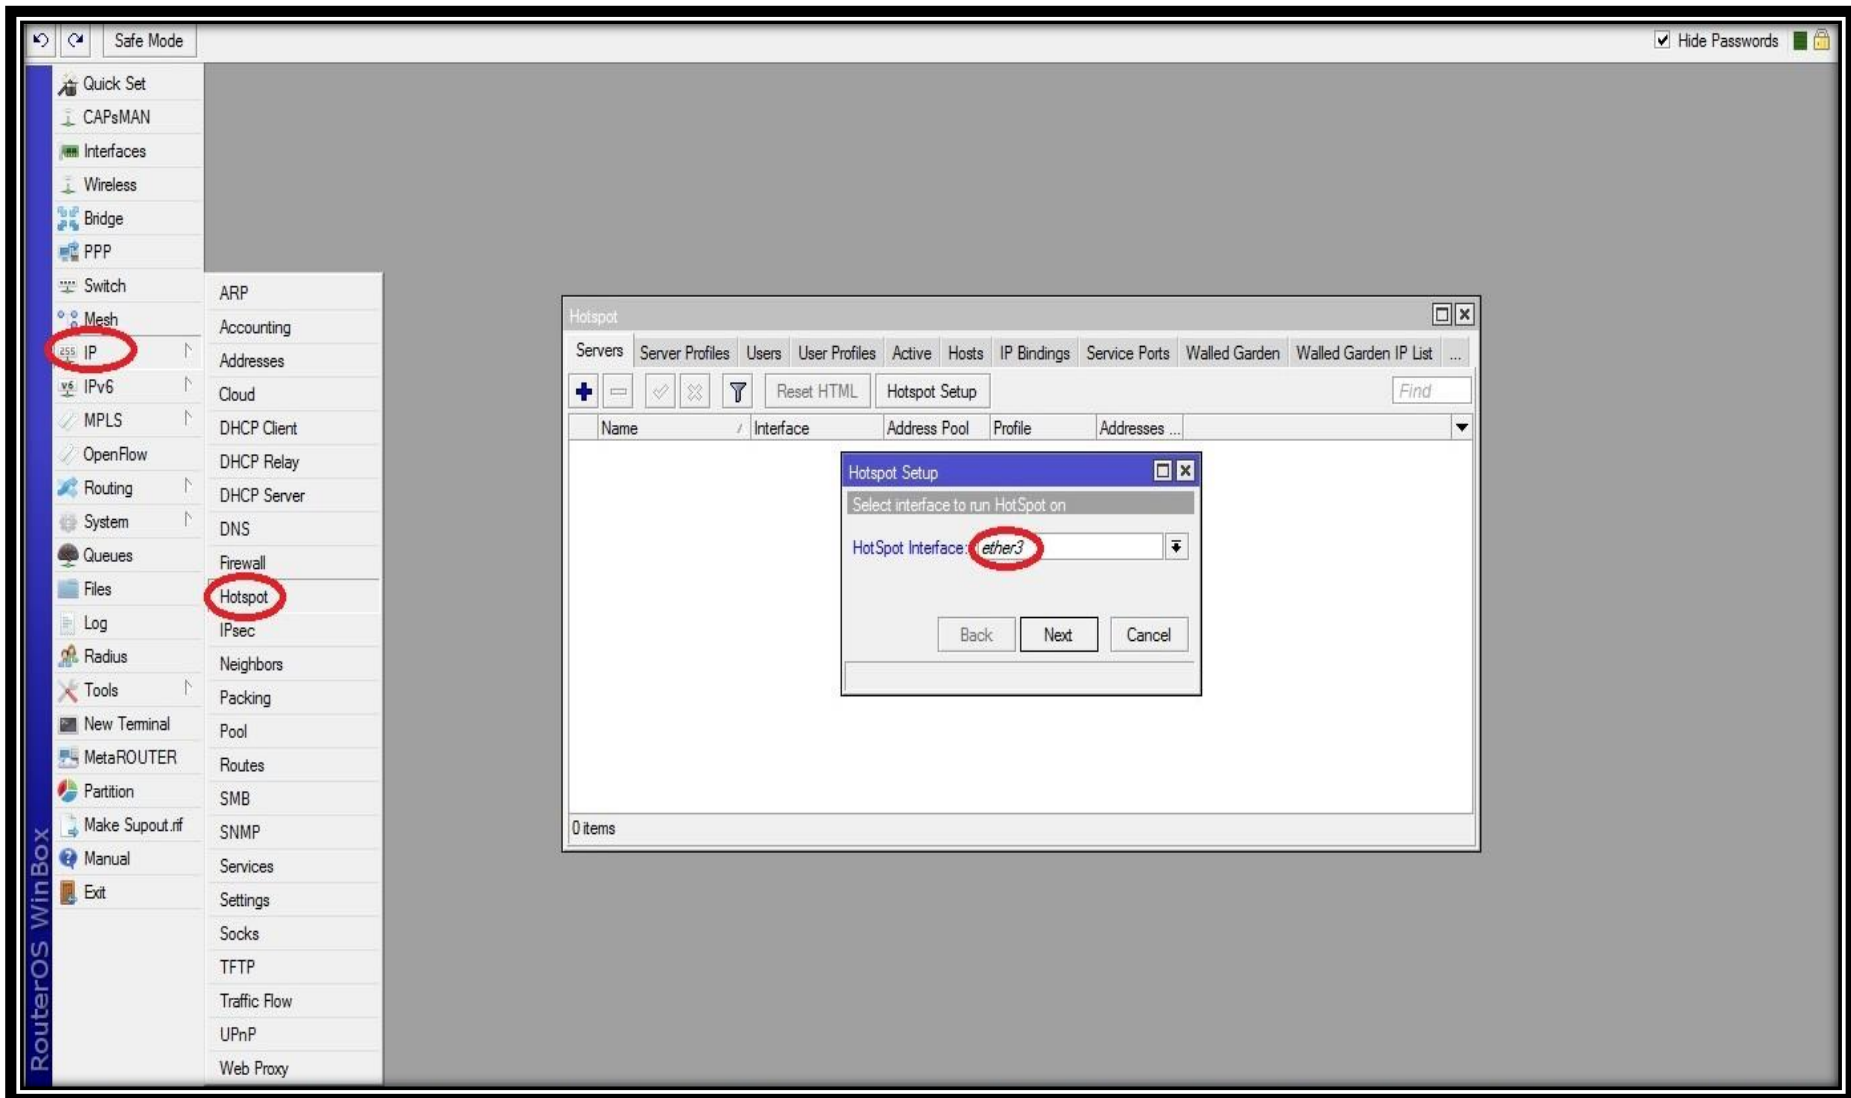 Safe Mode
Hide Passwords
Quick Set
CAPsMAN
Interfaces
Wireless
Bridge
PPP
Switch
Mesh
IP
IPv6
MPLS
OpenFlow
Routing
System
Queues
Files
Log
Radius
Tools
New Terminal
MetaROUTER
Partition
Make Supout.rif
Manual
Exit
RouterOS WinBox
ARP
Accounting
Addresses
Cloud
DHCP Client
DHCP Relay
DHCP Server
DNS
Firewall
Hotspot
IPsec
Neighbors
Packing
Pool
Routes
SMB
SNMP
Services
Settings
Socks
TFTP
Traffic Flow
UPnP
Web Proxy
Hotspot
Servers Server Profiles Users User Profiles Active Hosts IP Bindings Service Ports Walled Garden Walled Garden IP List ...
Reset HTML Hotspot Setup Find
Name Interface Address Pool Profile Addresses ...
Hotspot Setup
Select interface to run HotSpot on
HotSpot Interface: ether3
Back Next Cancel
0 items